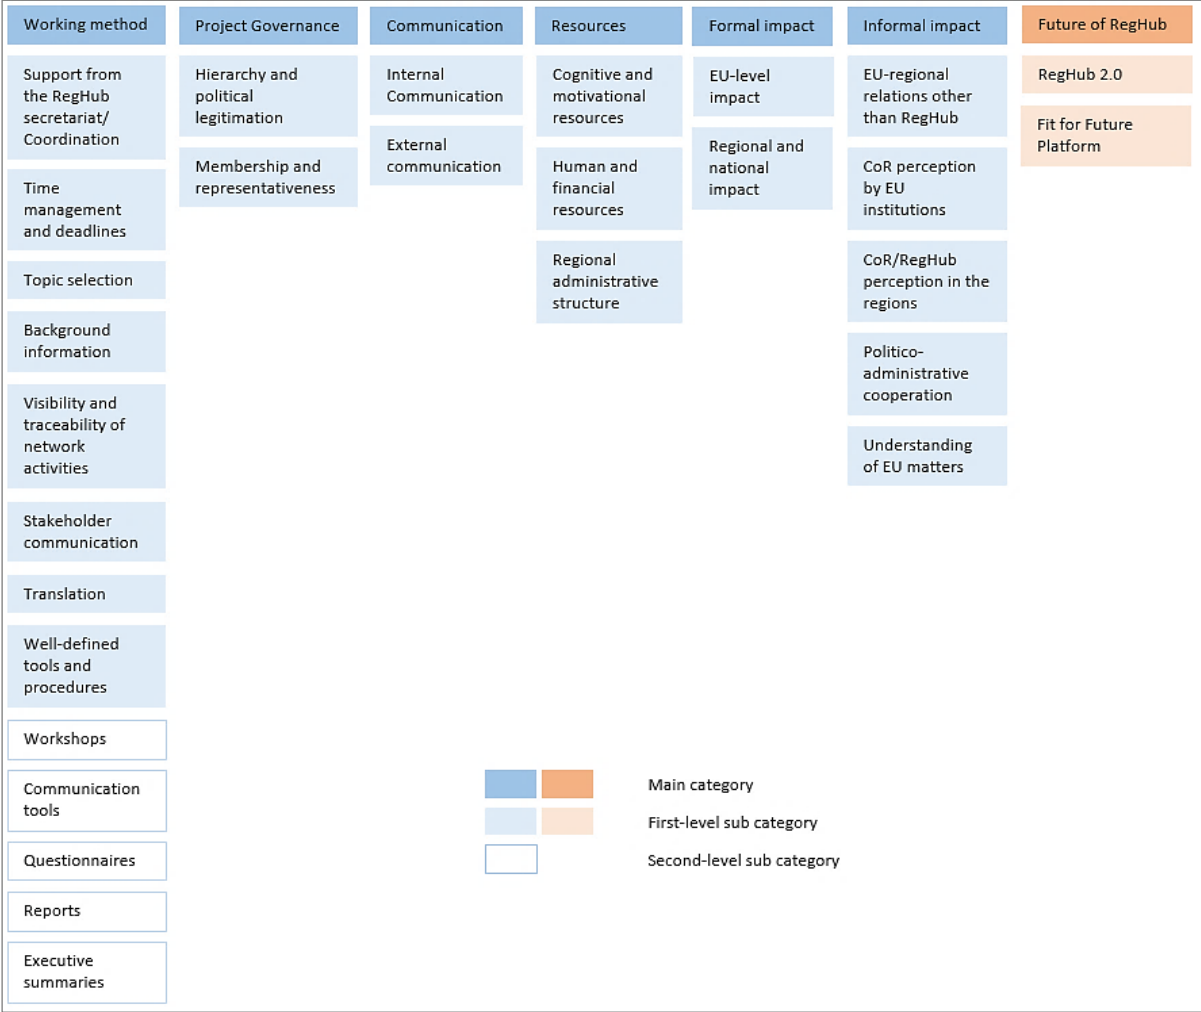 Working method
Support from
the RegHub
secretariat/
Coordination
Time
management
and deadlines
Topic selection
Background
information
Visibility and
traceability of
network
activities
Stakeholder
communication
Translation
Well-defined
tools and
procedures
Workshops
Communication
tools
Questionnaires
Reports
Executive
summaries
Project Governance
Hierarchy and
political
legitimation
Membership and
representativeness
Communication
Internal
Communication
External
communication
Resources
Cognitive and
motivational
resources
Human and
financial
resources
Regional
administrative
structure
Formal impact
EU-level
impact
Regional and
national
impact
Informal impact
EU-regional
relations other
than RegHub
CoR perception
by EU
institutions
CoR/RegHub
perception in the
regions
Politico-
administrative
cooperation
Understanding
of EU matters
Future of RegHub
RegHub 2.0
Fit for Future
Platform
Main category
First-level sub category
Second-level sub category